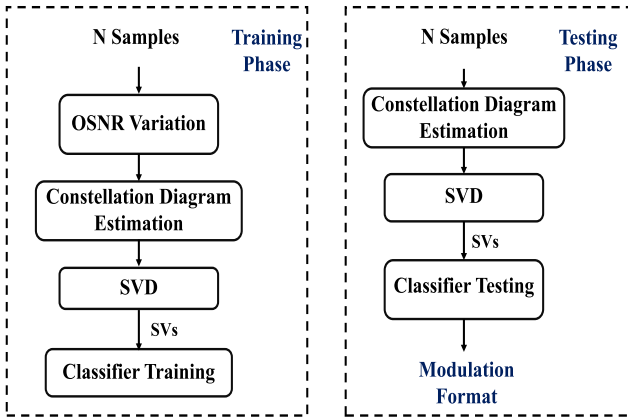 N Samples
Training
Phase
OSNR Variation
Constellation Diagram
Estimation
SVD
SVs
Classifier Training
N Samples
Testing
Phase
Constellation Diagram
Estimation
SVD
SVs
Classifier Testing
Modulation
Format